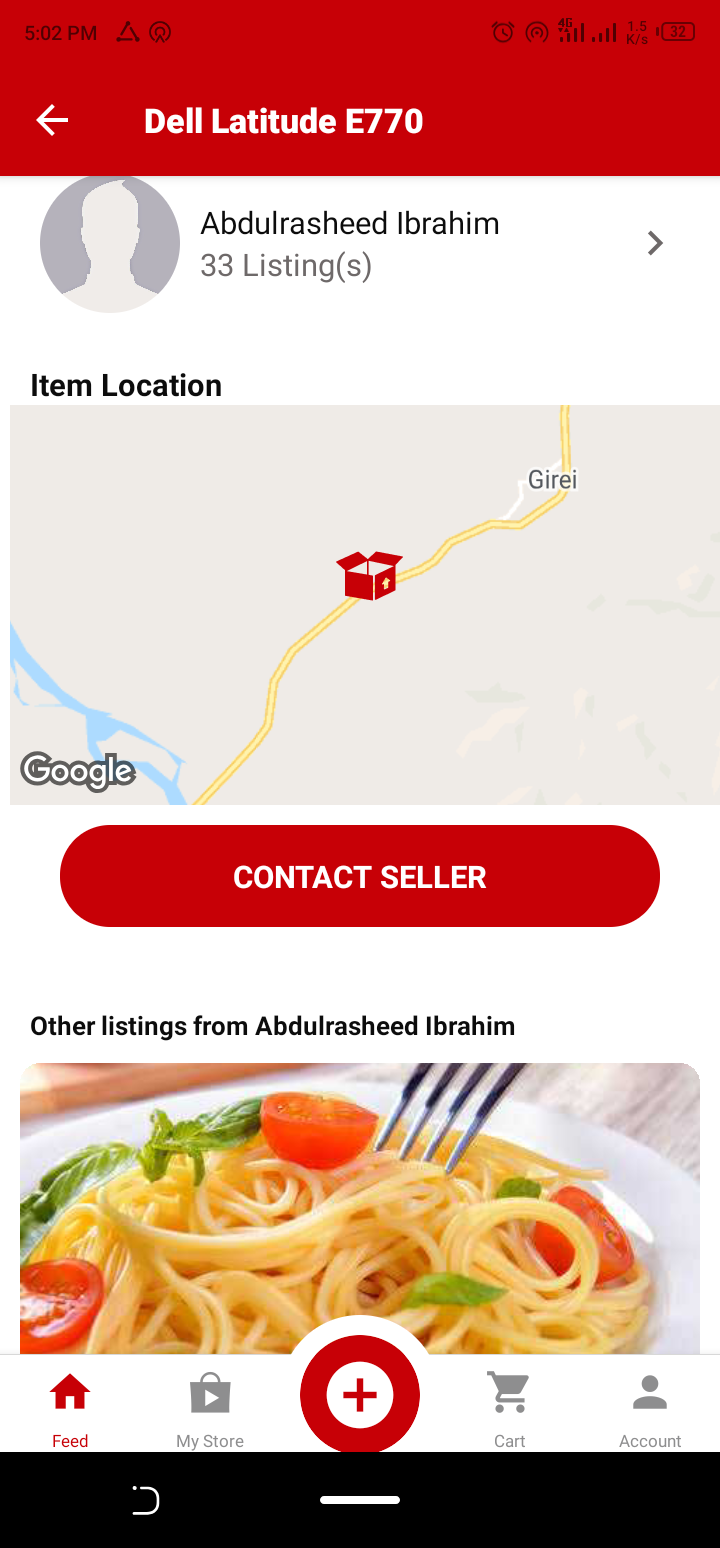 5:02 PM
4G
1.5
K/s
32
Dell Latitude E770
Abdulrasheed Ibrahim
33 Listing(s)
Item Location
Girei
Google
CONTACT SELLER
Other listings from Abdulrasheed Ibrahim
Feed
My Store
Cart
Account